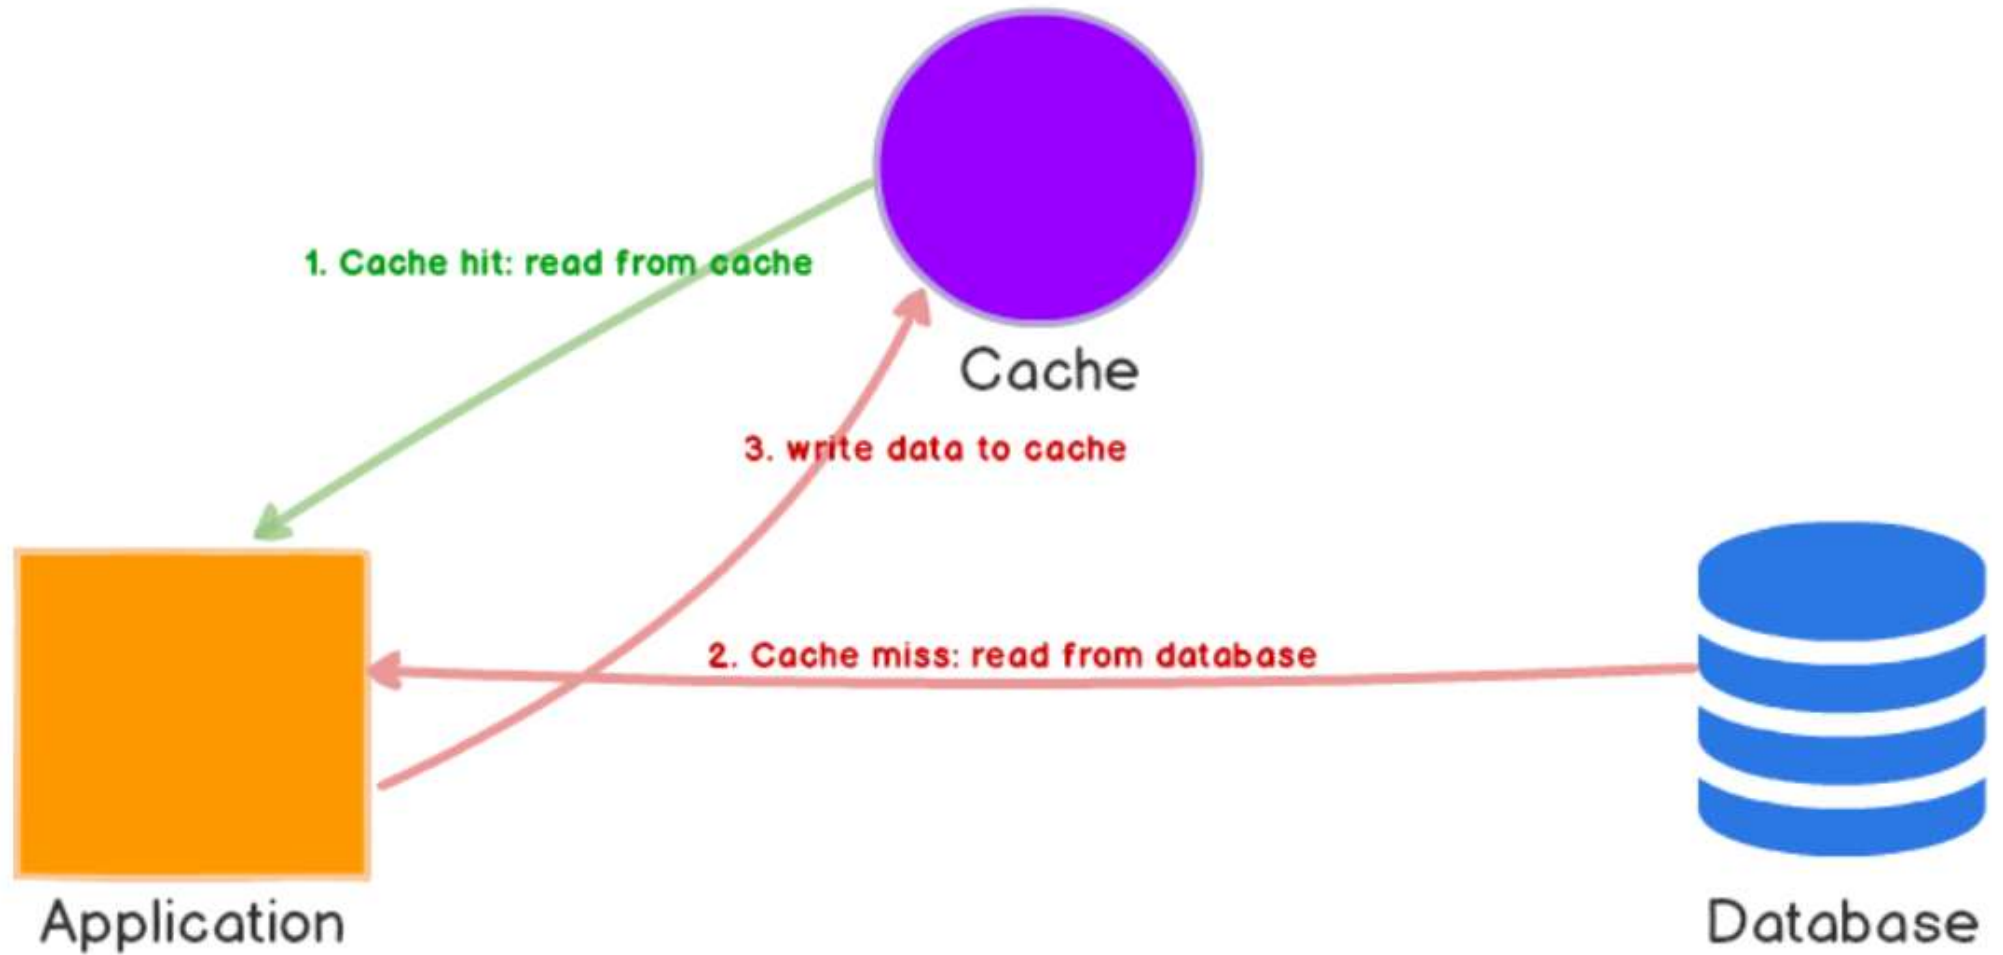 1. Cache hit: read from cache
Cache
3. write data to cache
2. Cache miss: read from database
Application
Database